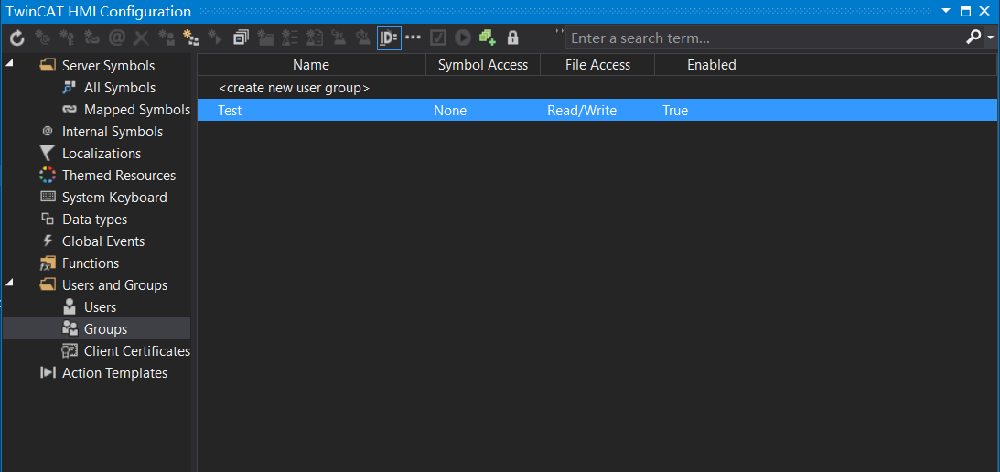 TwinCAT HMI Configuration
ID= Enter a search term...
Server Symbols
All Symbols
Mapped Symbols
Internal Symbols
Localizations
Themed Resources
System Keyboard
Data types
Global Events
Functions
Users and Groups
Users
Groups
Client Certificates
Action Templates
Name Symbol Access File Access Enabled
<create new user group>
Test None Read/Write True